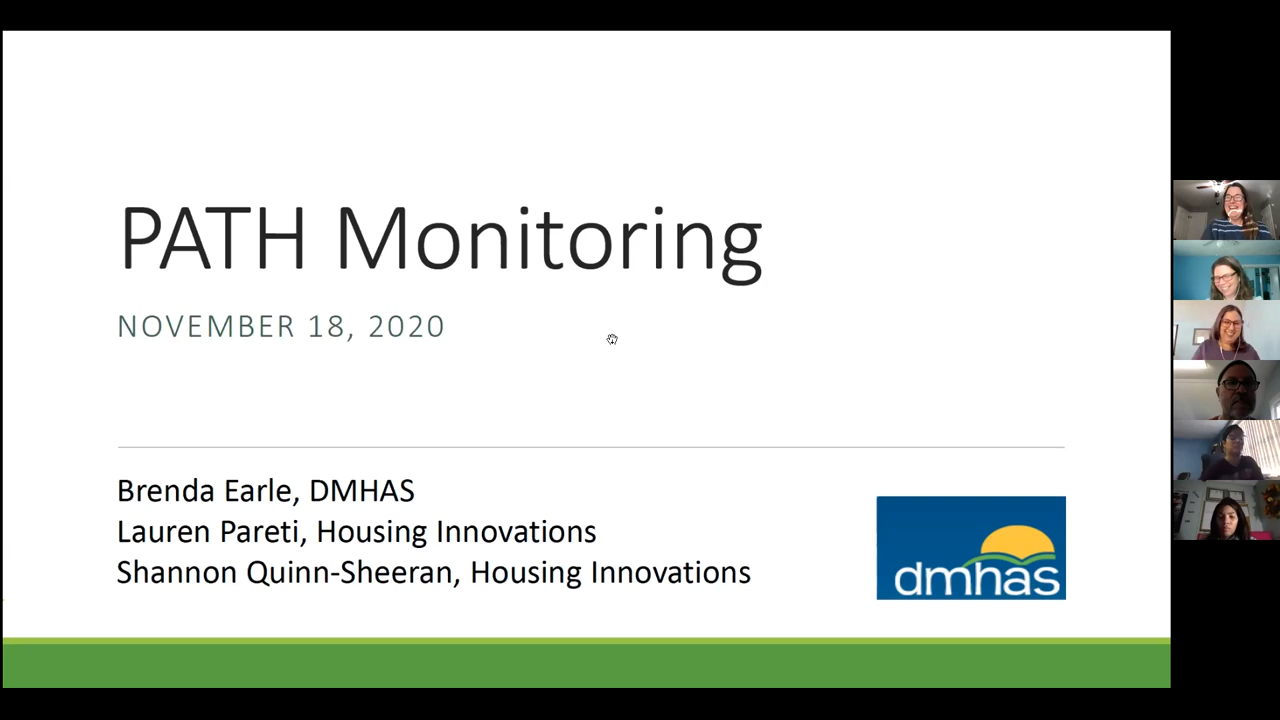 PATH Monitoring
NOVEMBER 18, 2020
Brenda Earle, DMHAS
Lauren Pareti, Housing Innovations
Shannon Quinn-Sheeran, Housing Innovations
dmhas